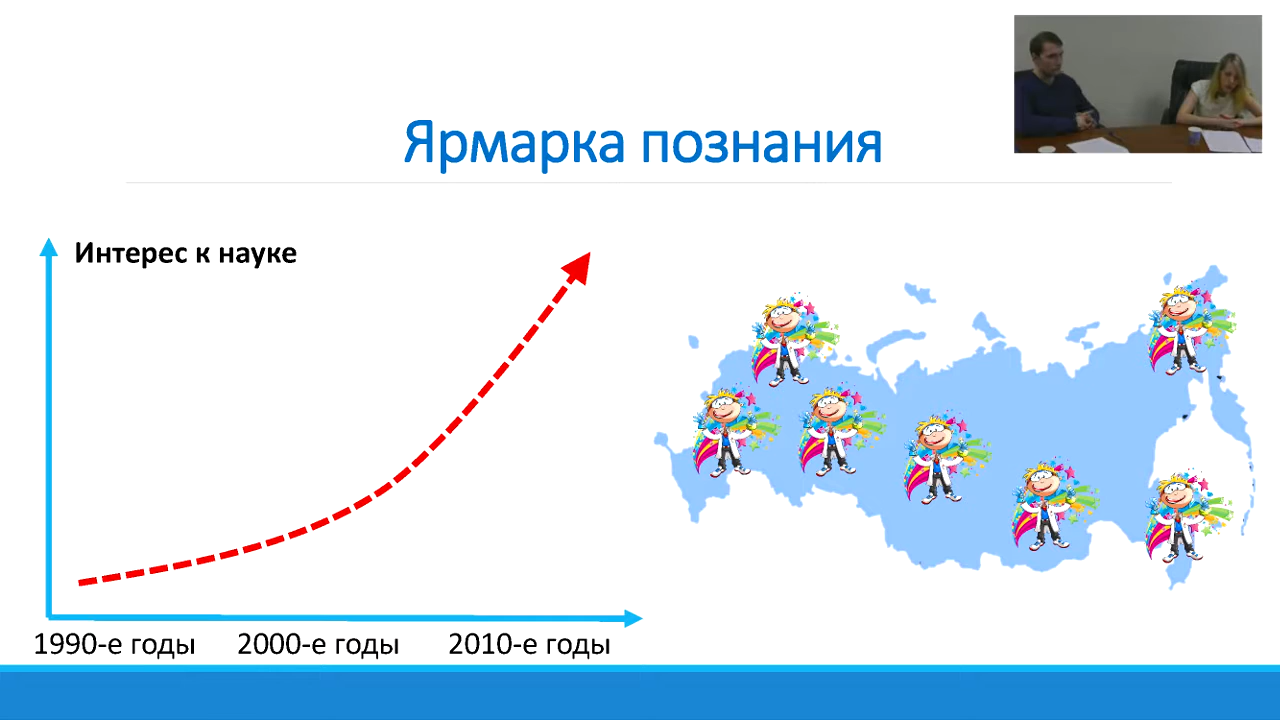 Ярмарка познания
Интерес к науке
1990-е годы
2000-е годы
2010-е годы